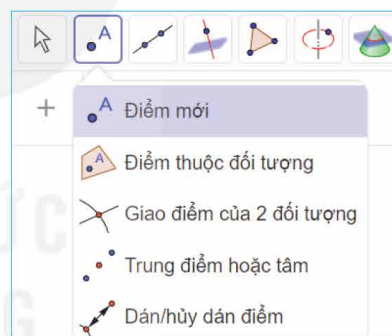 A
A
Điểm mới
A
Điểm thuộc đối tượng
Giao điểm của 2 đối tượng
Trung điểm hoặc tâm
Dán/hủy dán điểm